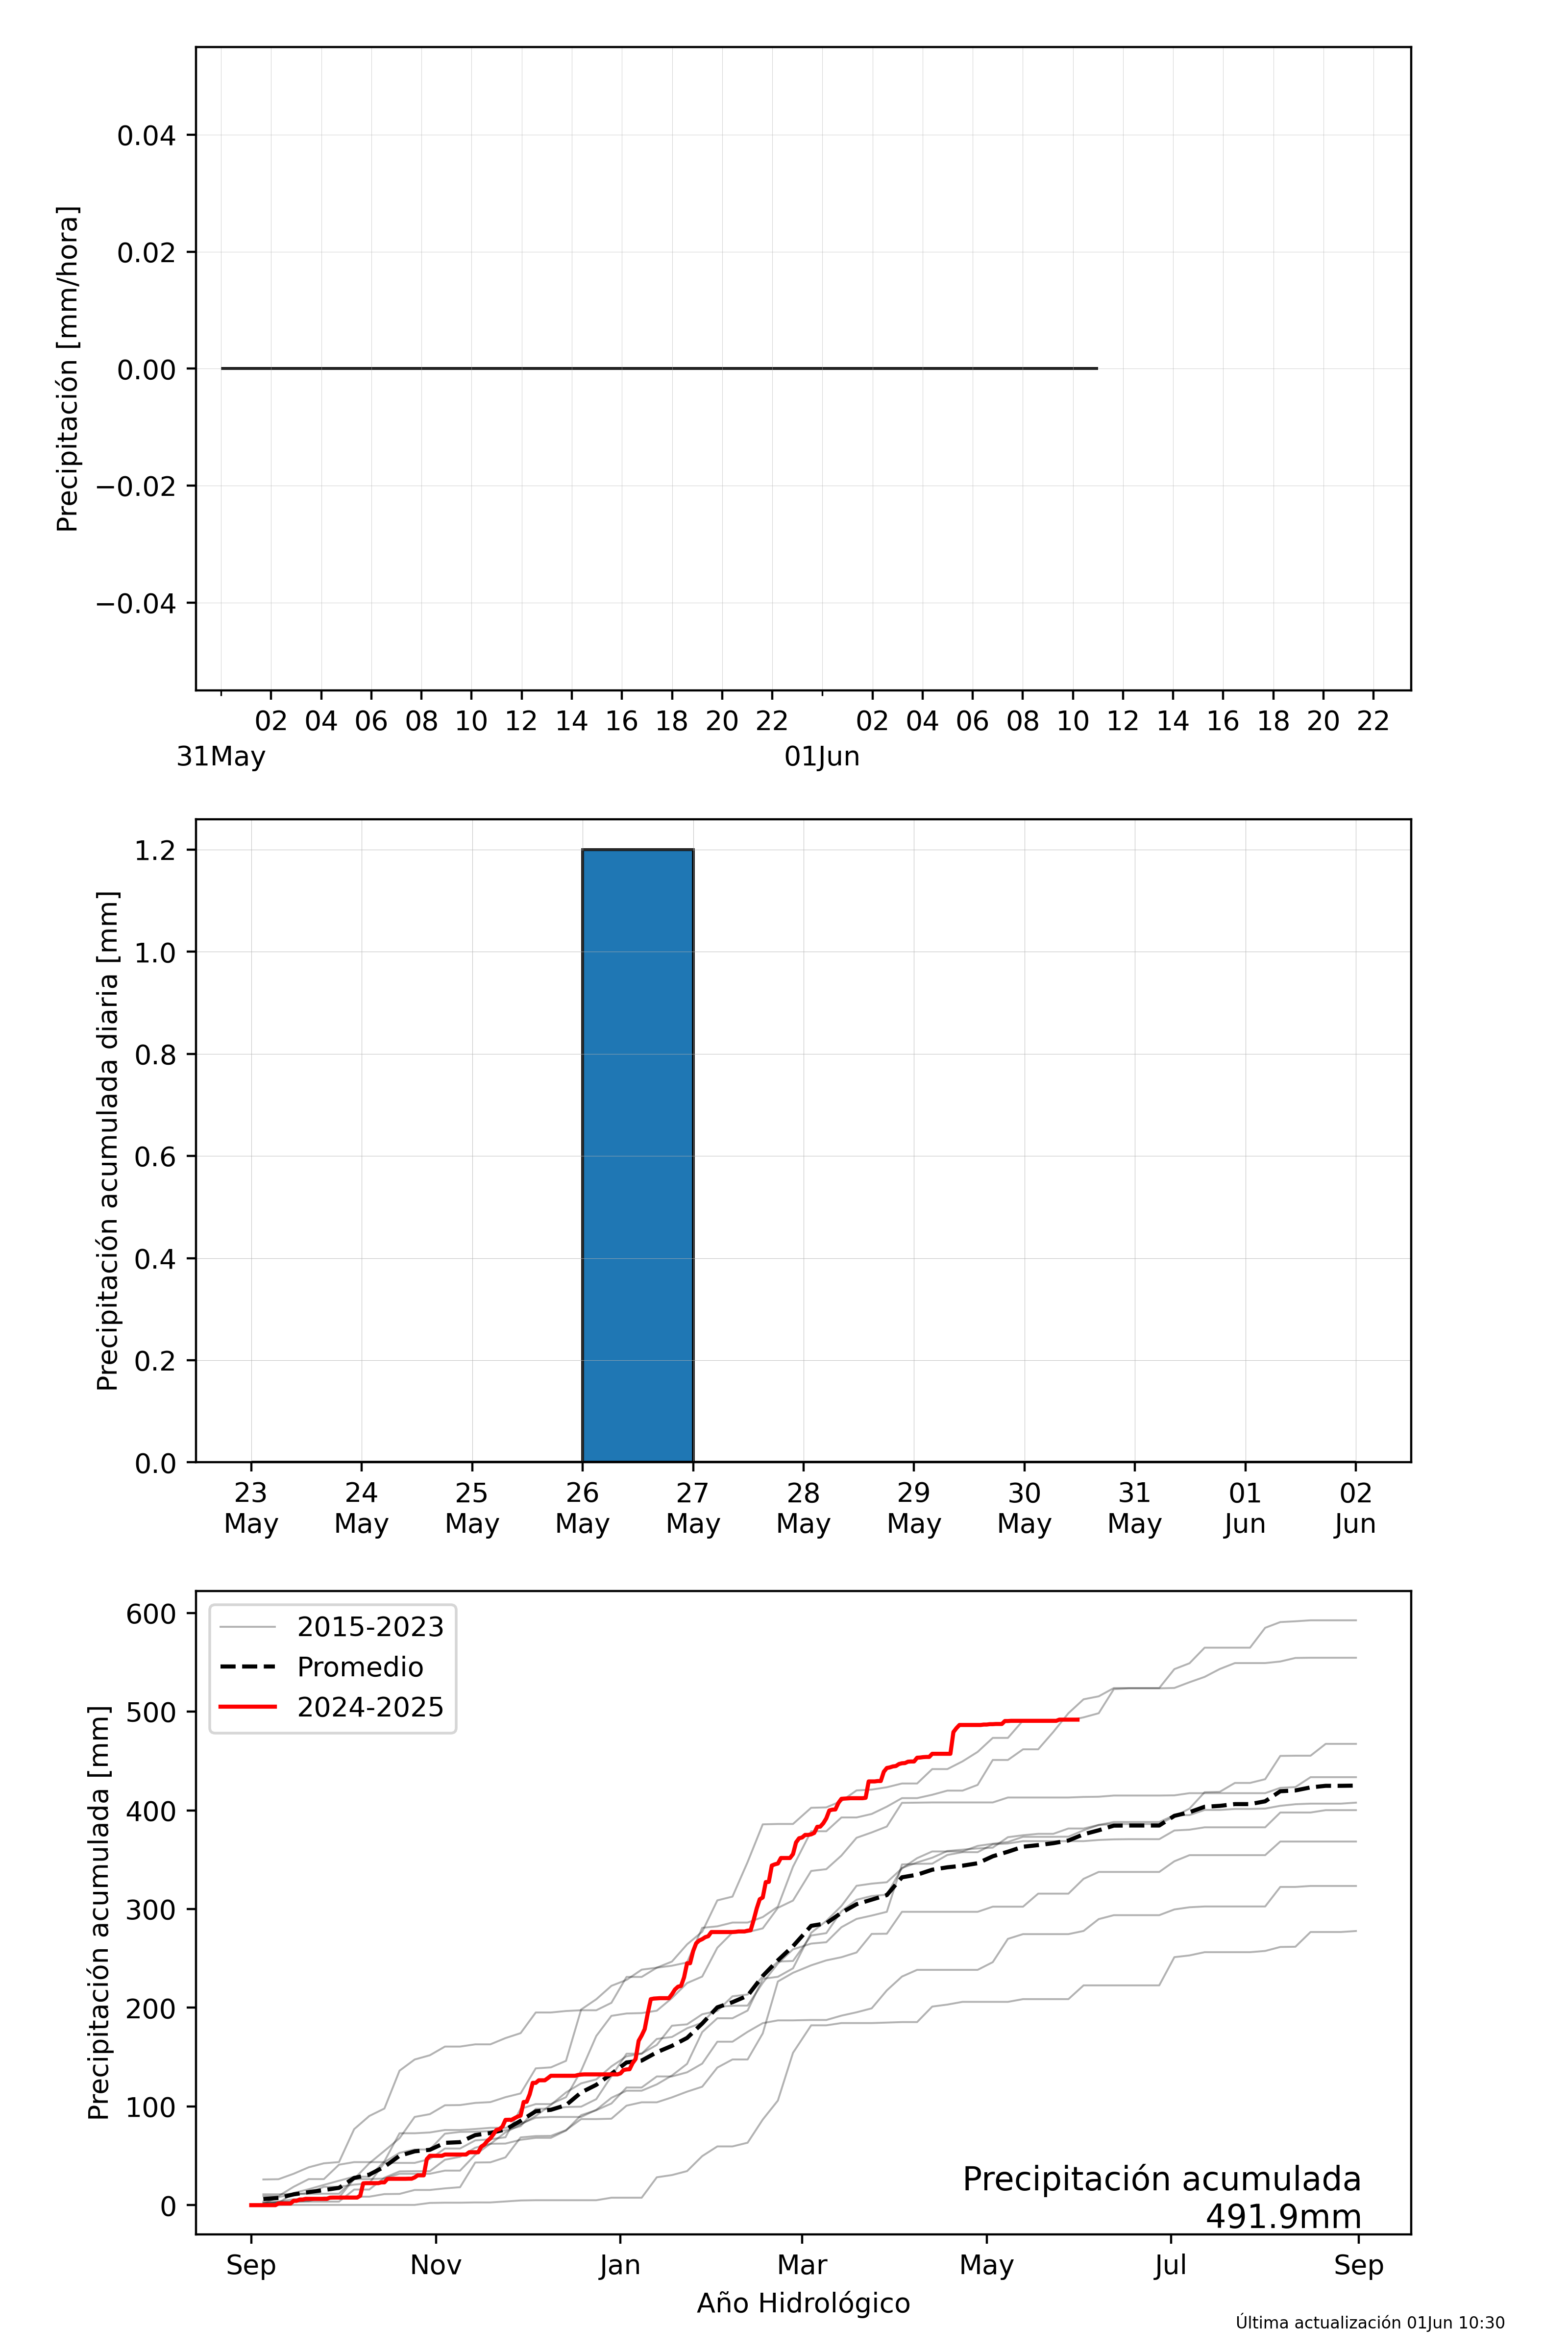 Precipitación [mm/hora]
0.04
0.02
0.00
−0.02
−0.04
02 04 06 08 10 12 14 16 18 20 22 02 04 06 08 10 12 14 16 18 20 22
31May 01Jun
Precipitación acumulada diaria [mm]
1.2
1.0
0.8
0.6
0.4
0.2
0.0
23 24 25 26 27 28 29 30 31 01 02
May May May May May May May May May Jun Jun
Precipitación acumulada [mm]
600
500
400
300
200
100
0
2015-2023
Promedio
2024-2025
Precipitación acumulada
491.9mm
Sep Nov Jan Mar May Jul Sep
Año Hidrológico
Última actualización 01Jun 10:30